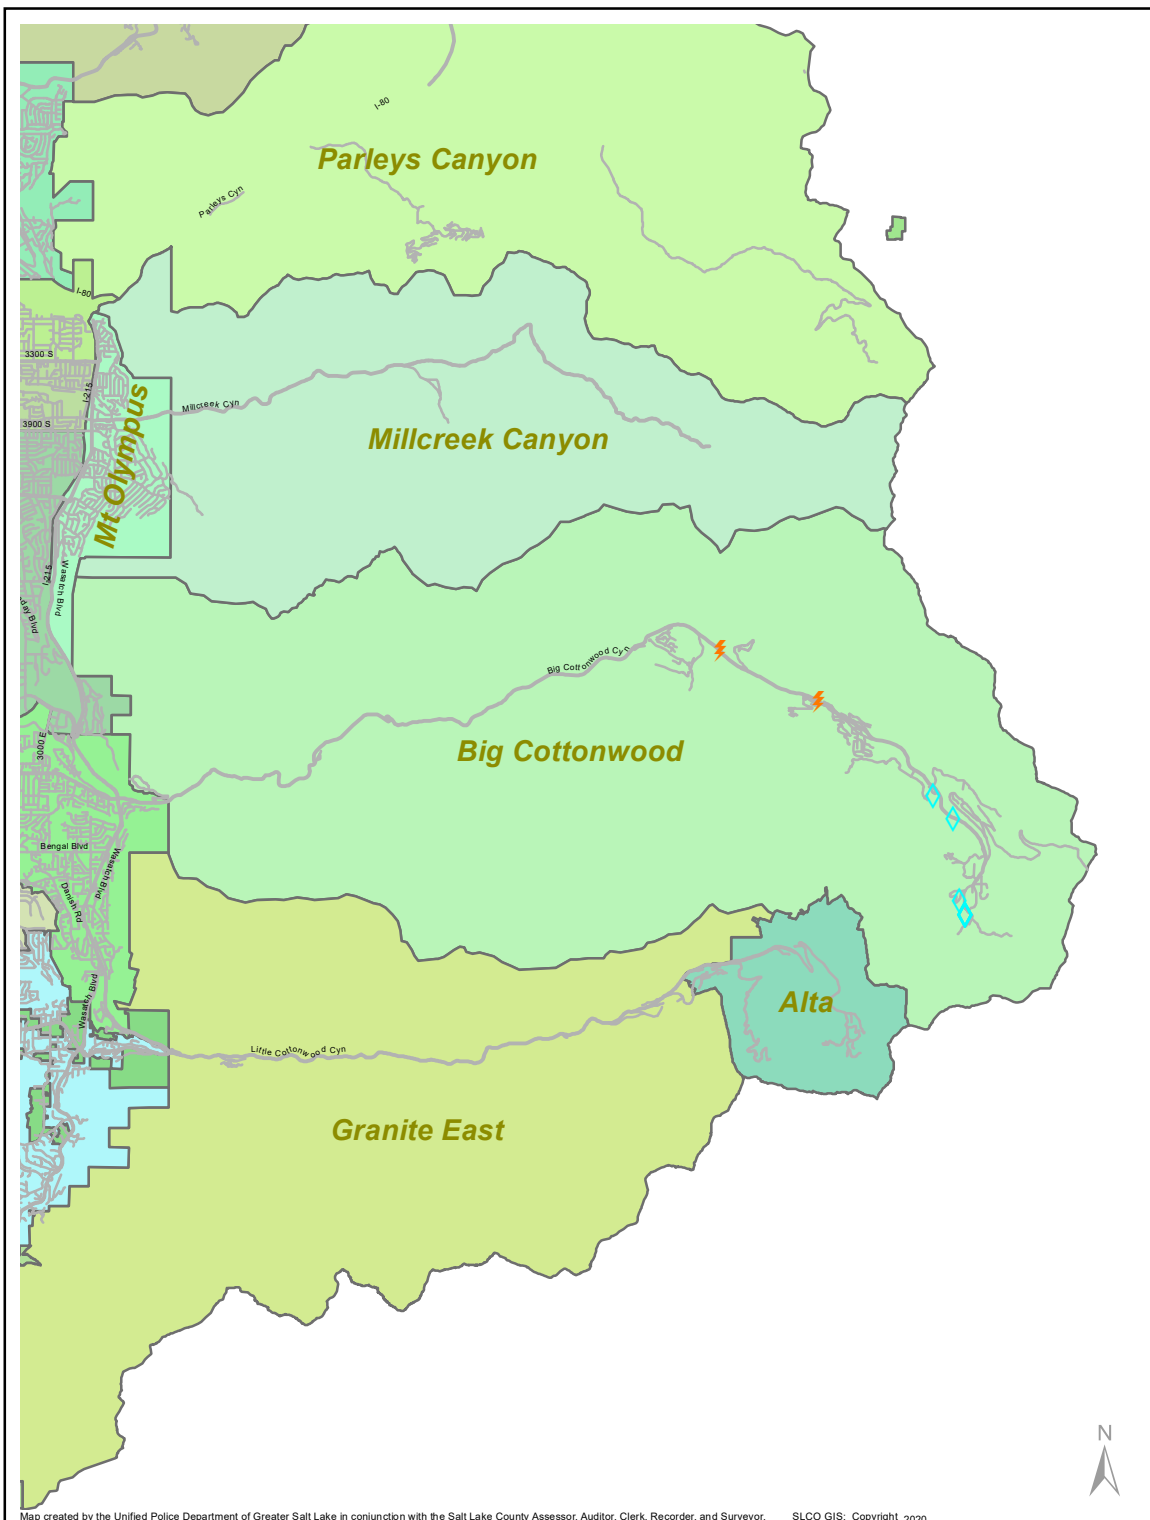 I-80
Parleys Canyon
Parleys Cyn
I-80
3300 S
I-215
Millcreek Cyn
3900 S
Mt Olympus
Millcreek Canyon
I-215
Wasatch Blvd
Blvd
Big Cottonwood Cyn
3000 E
Big Cottonwood
Bengal Blvd
Wasatch Blvd
Danish Rd
Wasatch Blvd
Alta
Little Cottonwood Cyn
Granite East
N
Map created by the Unified Police Department of Greater Salt Lake in conjunction with the Salt Lake County Assessor, Auditor, Clerk, Recorder, and Surveyor. SLCO GIS: Copyright 2020